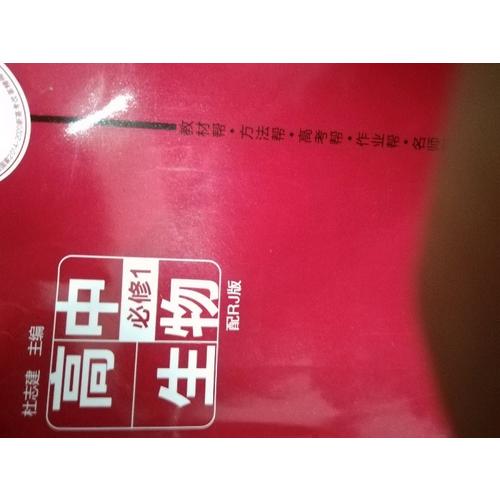 杜志建 主编
高中
必修1
生物
配RJ版
教材帮·方法帮·高考帮·作业帮·名师